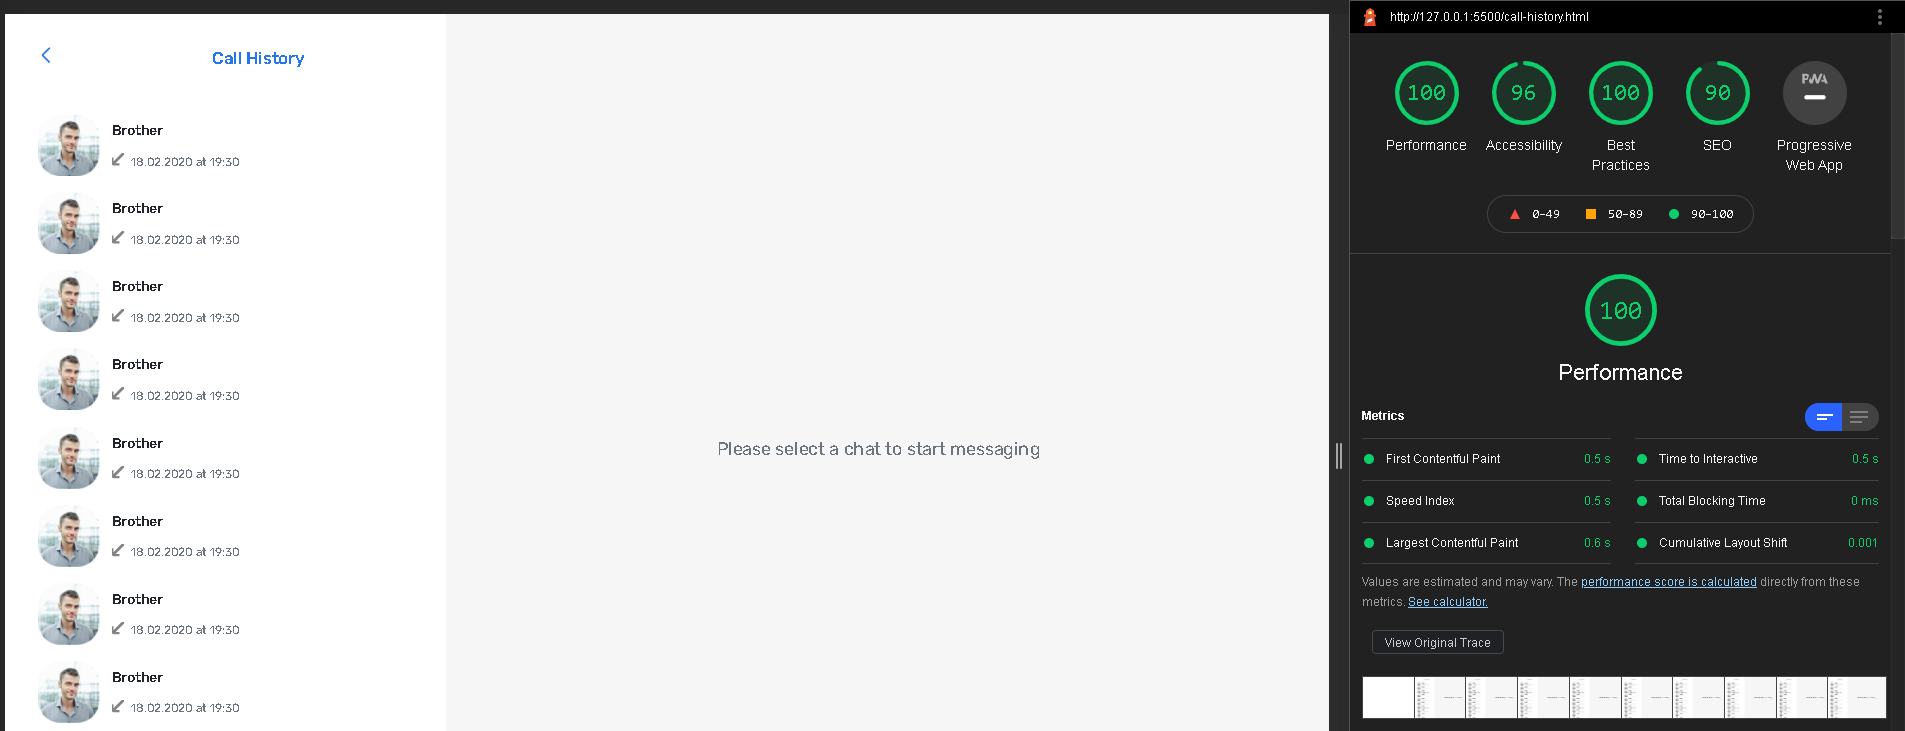 Call History
Brother
18.02.2020 at 19:30
Brother
18.02.2020 at 19:30
Brother
18.02.2020 at 19:30
Brother
18.02.2020 at 19:30
Brother
18.02.2020 at 19:30
Brother
18.02.2020 at 19:30
Brother
18.02.2020 at 19:30
Brother
18.02.2020 at 19:30
Please select a chat to start messaging
http://127.0.0.1:5500/call-history.html
100
Performance
96
Accessibility
100
Best
Practices
90
SEO
PWA
Progressive
Web App
0-49
50-89
90-100
100
Performance
Metrics
First Contentful Paint 0.5 s
Time to Interactive 0.5 s
Speed Index 0.5 s
Total Blocking Time 0 ms
Largest Contentful Paint 0.6 s
Cumulative Layout Shift 0.001
Values are estimated and may vary. The performance score is calculated directly from these
metrics. See calculator.
View Original Trace